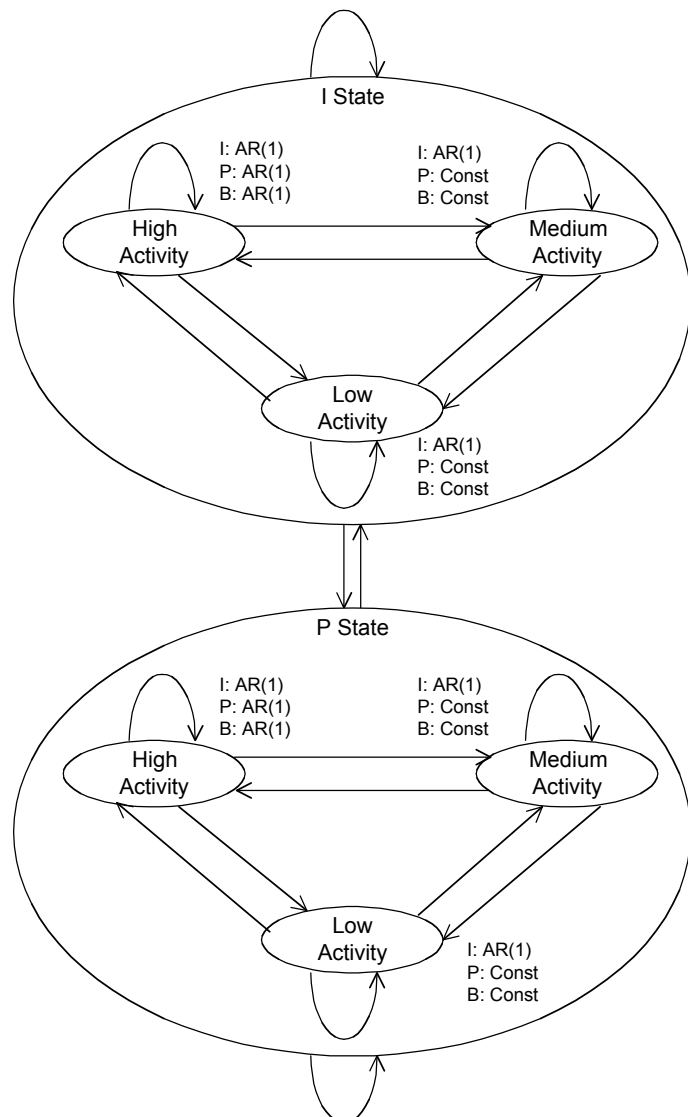 I State
I: AR(1)
P: AR(1)
B: AR(1)
I: AR(1)
P: Const
B: Const
High
Activity
Medium
Activity
Low
Activity
I: AR(1)
P: Const
B: Const
P State
I: AR(1)
P: AR(1)
B: AR(1)
I: AR(1)
P: Const
B: Const
High
Activity
Medium
Activity
Low
Activity
I: AR(1)
P: Const
B: Const